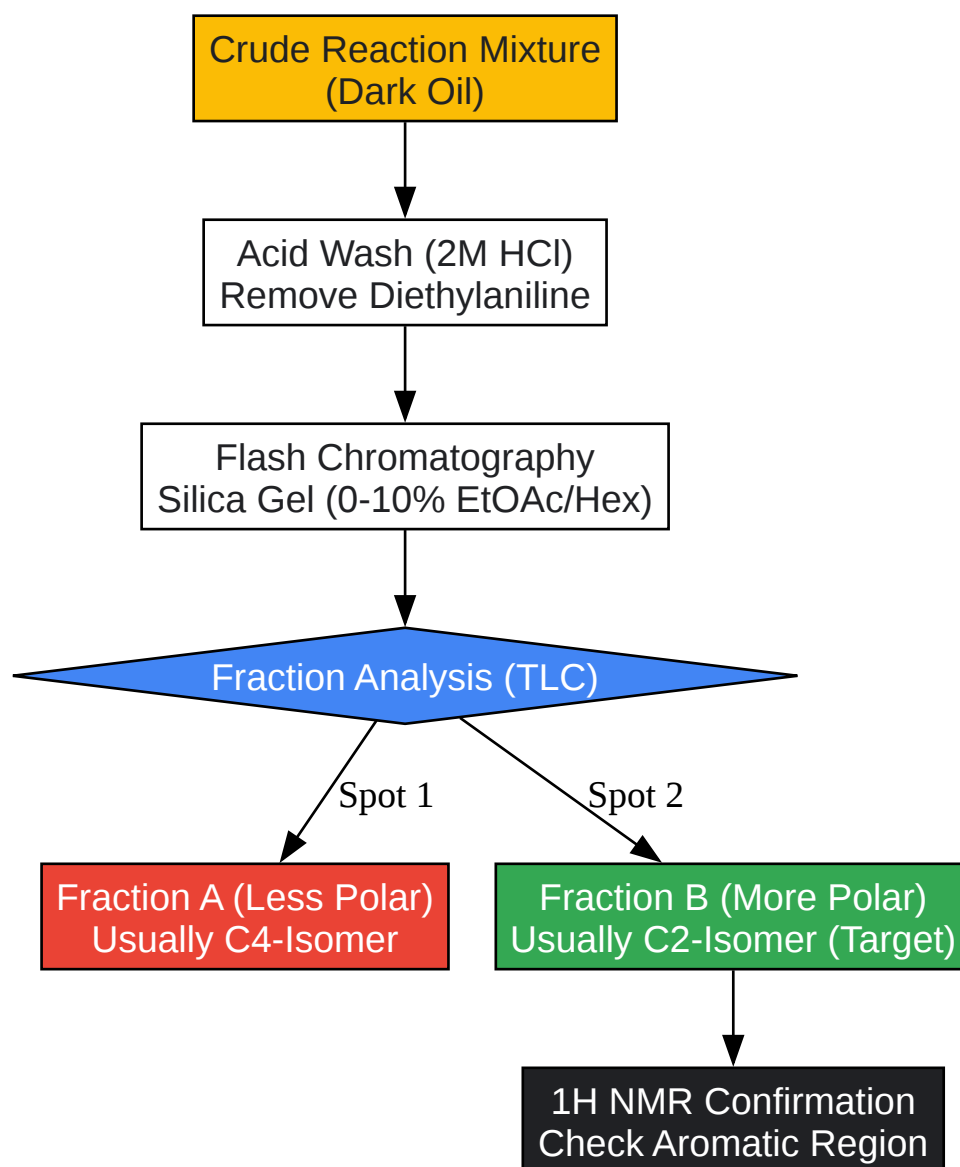 Crude Reaction Mixture
(Dark Oil)
Acid Wash (2M HCl)
Remove Diethylaniline
Flash Chromatography
Silica Gel (0-10% EtOAc/Hex)
Fraction Analysis (TLC)
Spot 1
Spot 2
Fraction A (Less Polar)
Usually C4-Isomer
Fraction B (More Polar)
Usually C2-Isomer (Target)
1H NMR Confirmation
Check Aromatic Region